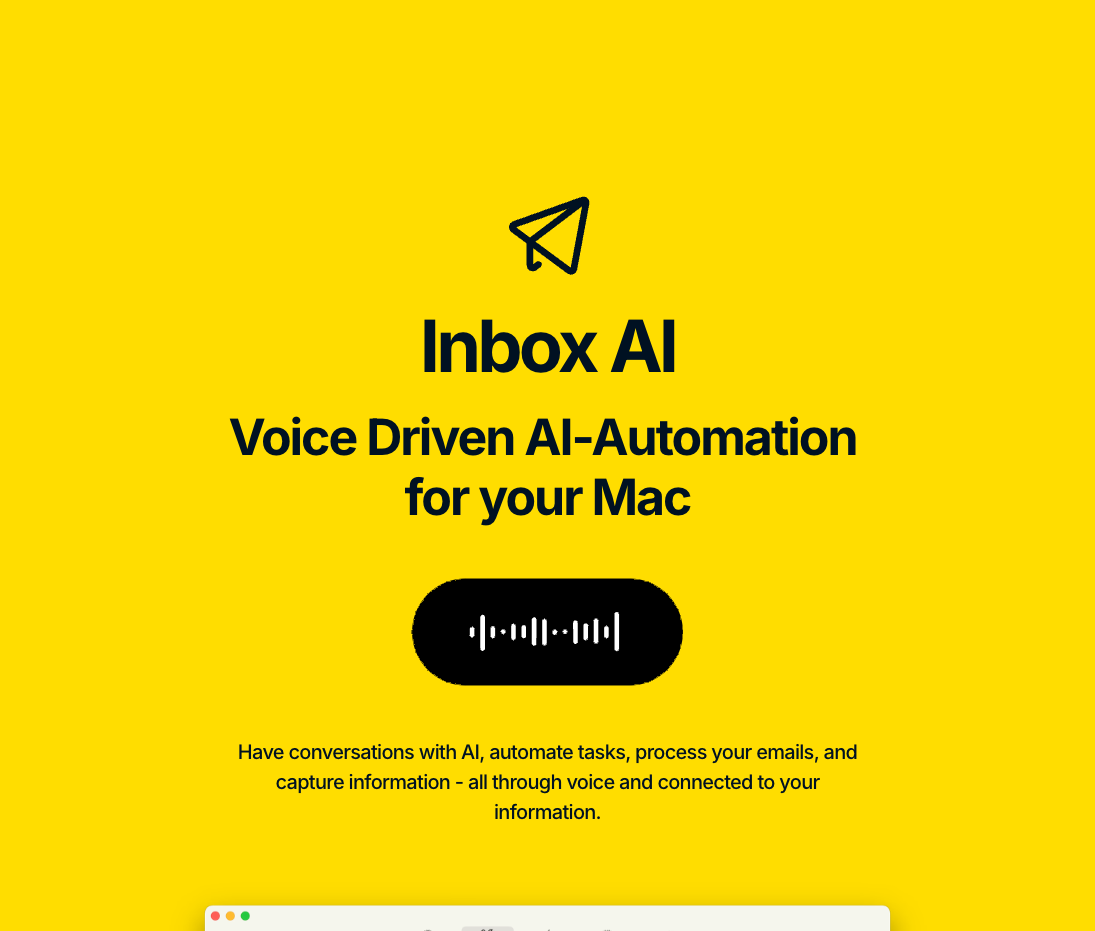 Inbox AI
Voice Driven AI-Automation
for your Mac
Have conversations with AI, automate tasks, process your emails, and
capture information - all through voice and connected to your
information.